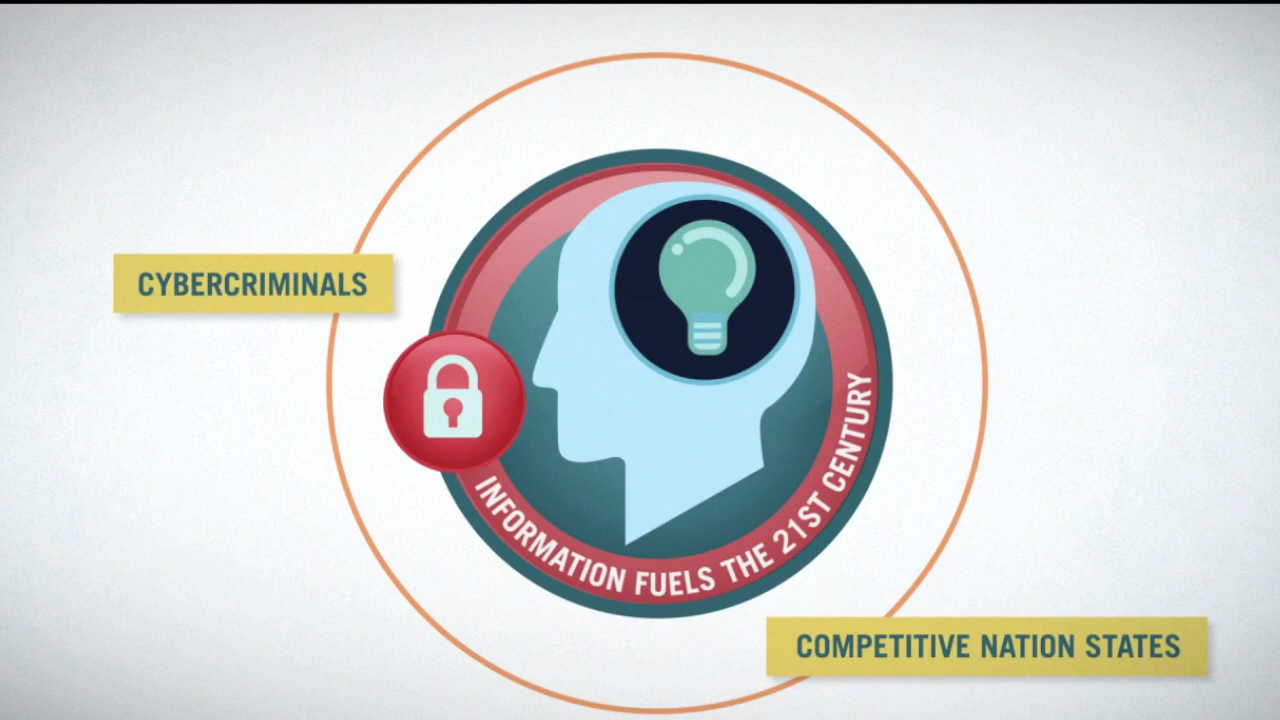 CYBERCRIMINALS
INFORMATION FUELS THE 21ST CENTURY
COMPETITIVE NATION STATES